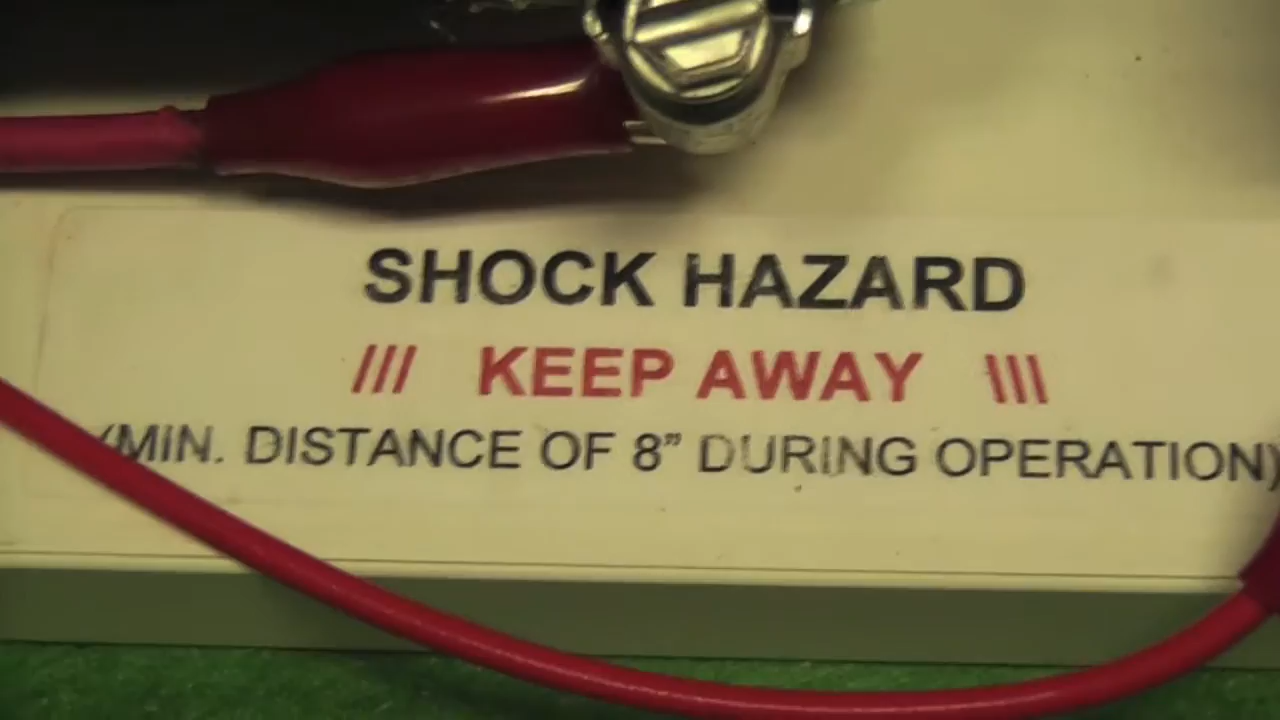 SHOCK HAZARD
/// KEEP AWAY \\\
(MIN. DISTANCE OF 8” DURING OPERATION)